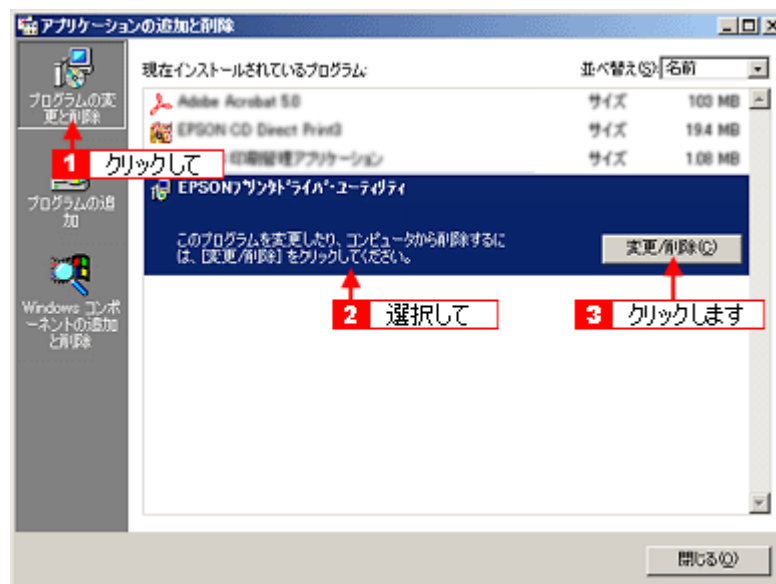 アプリケーションの追加と削除
プログラムの変
更と削除
現在インストールされているプログラム:
並べ替え(S):
名前
Adobe Acrobat 5.0
サイズ
103 MB
EPSON CD Direct Print3
サイズ
19.4 MB
印刷管理アプリケーション
サイズ
1.08 MB
1 クリックして
プログラムの追
加
EPSONプリンタドライバ・ユーティリティ
このプログラムを変更したり、コンピュータから削除するに
は、[変更/削除] をクリックしてください。
変更/削除(C)
2 選択して
3 クリックします
Windows コンポ
ーネントの追加
と削除
閉じる(O)